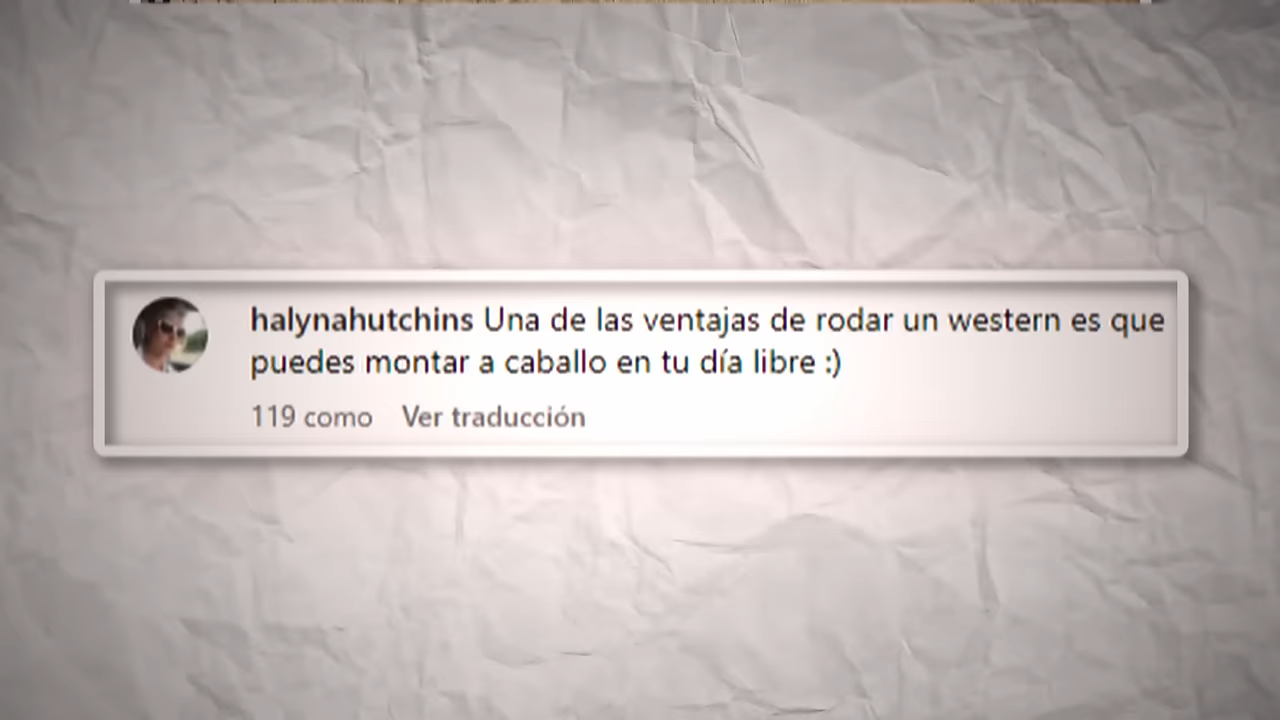 halynahutchins Una de las ventajas de rodar un western es que
puedes montar a caballo en tu día libre :)
119 como Ver traducción